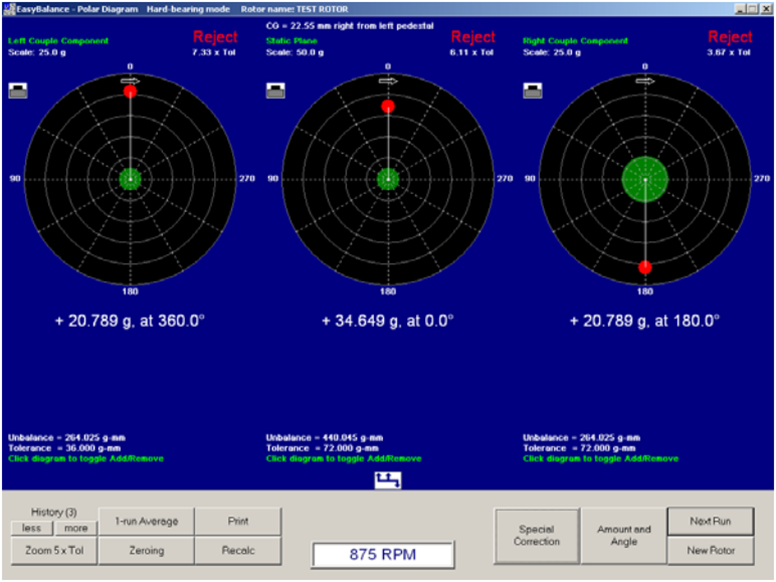 EasyBalance - Polar Diagram Hard-bearing mode Rotor name: TEST ROTOR
CG = 22.55 mm right from left pedestal
Left Couple Component
Reject
Scale: 25.0 g
7.33 x Tol
Static Plane
Reject
Scale: 50.0 g
6.11 x Tol
Right Couple Component
Reject
Scale: 25.0 g
3.67 x Tol
0
90
270
180
0
90
270
180
0
90
270
180
+ 20.789 g, at 360.0°
+ 34.649 g, at 0.0°
+ 20.789 g, at 180.0°
Unbalance = 264.025 g-mm
Tolerance = 36.000 g-mm
Click diagram to toggle Add/Remove
Unbalance = 440.045 g-mm
Tolerance = 72.000 g-mm
Click diagram to toggle Add/Remove
Unbalance = 264.025 g-mm
Tolerance = 72.000 g-mm
Click diagram to toggle Add/Remove
History (3)
less
more
Zoom 5 x Tol
1-run Average
Zeroing
Print
Recalc
875 RPM
Special
Correction
Amount and
Angle
Next Run
New Rotor